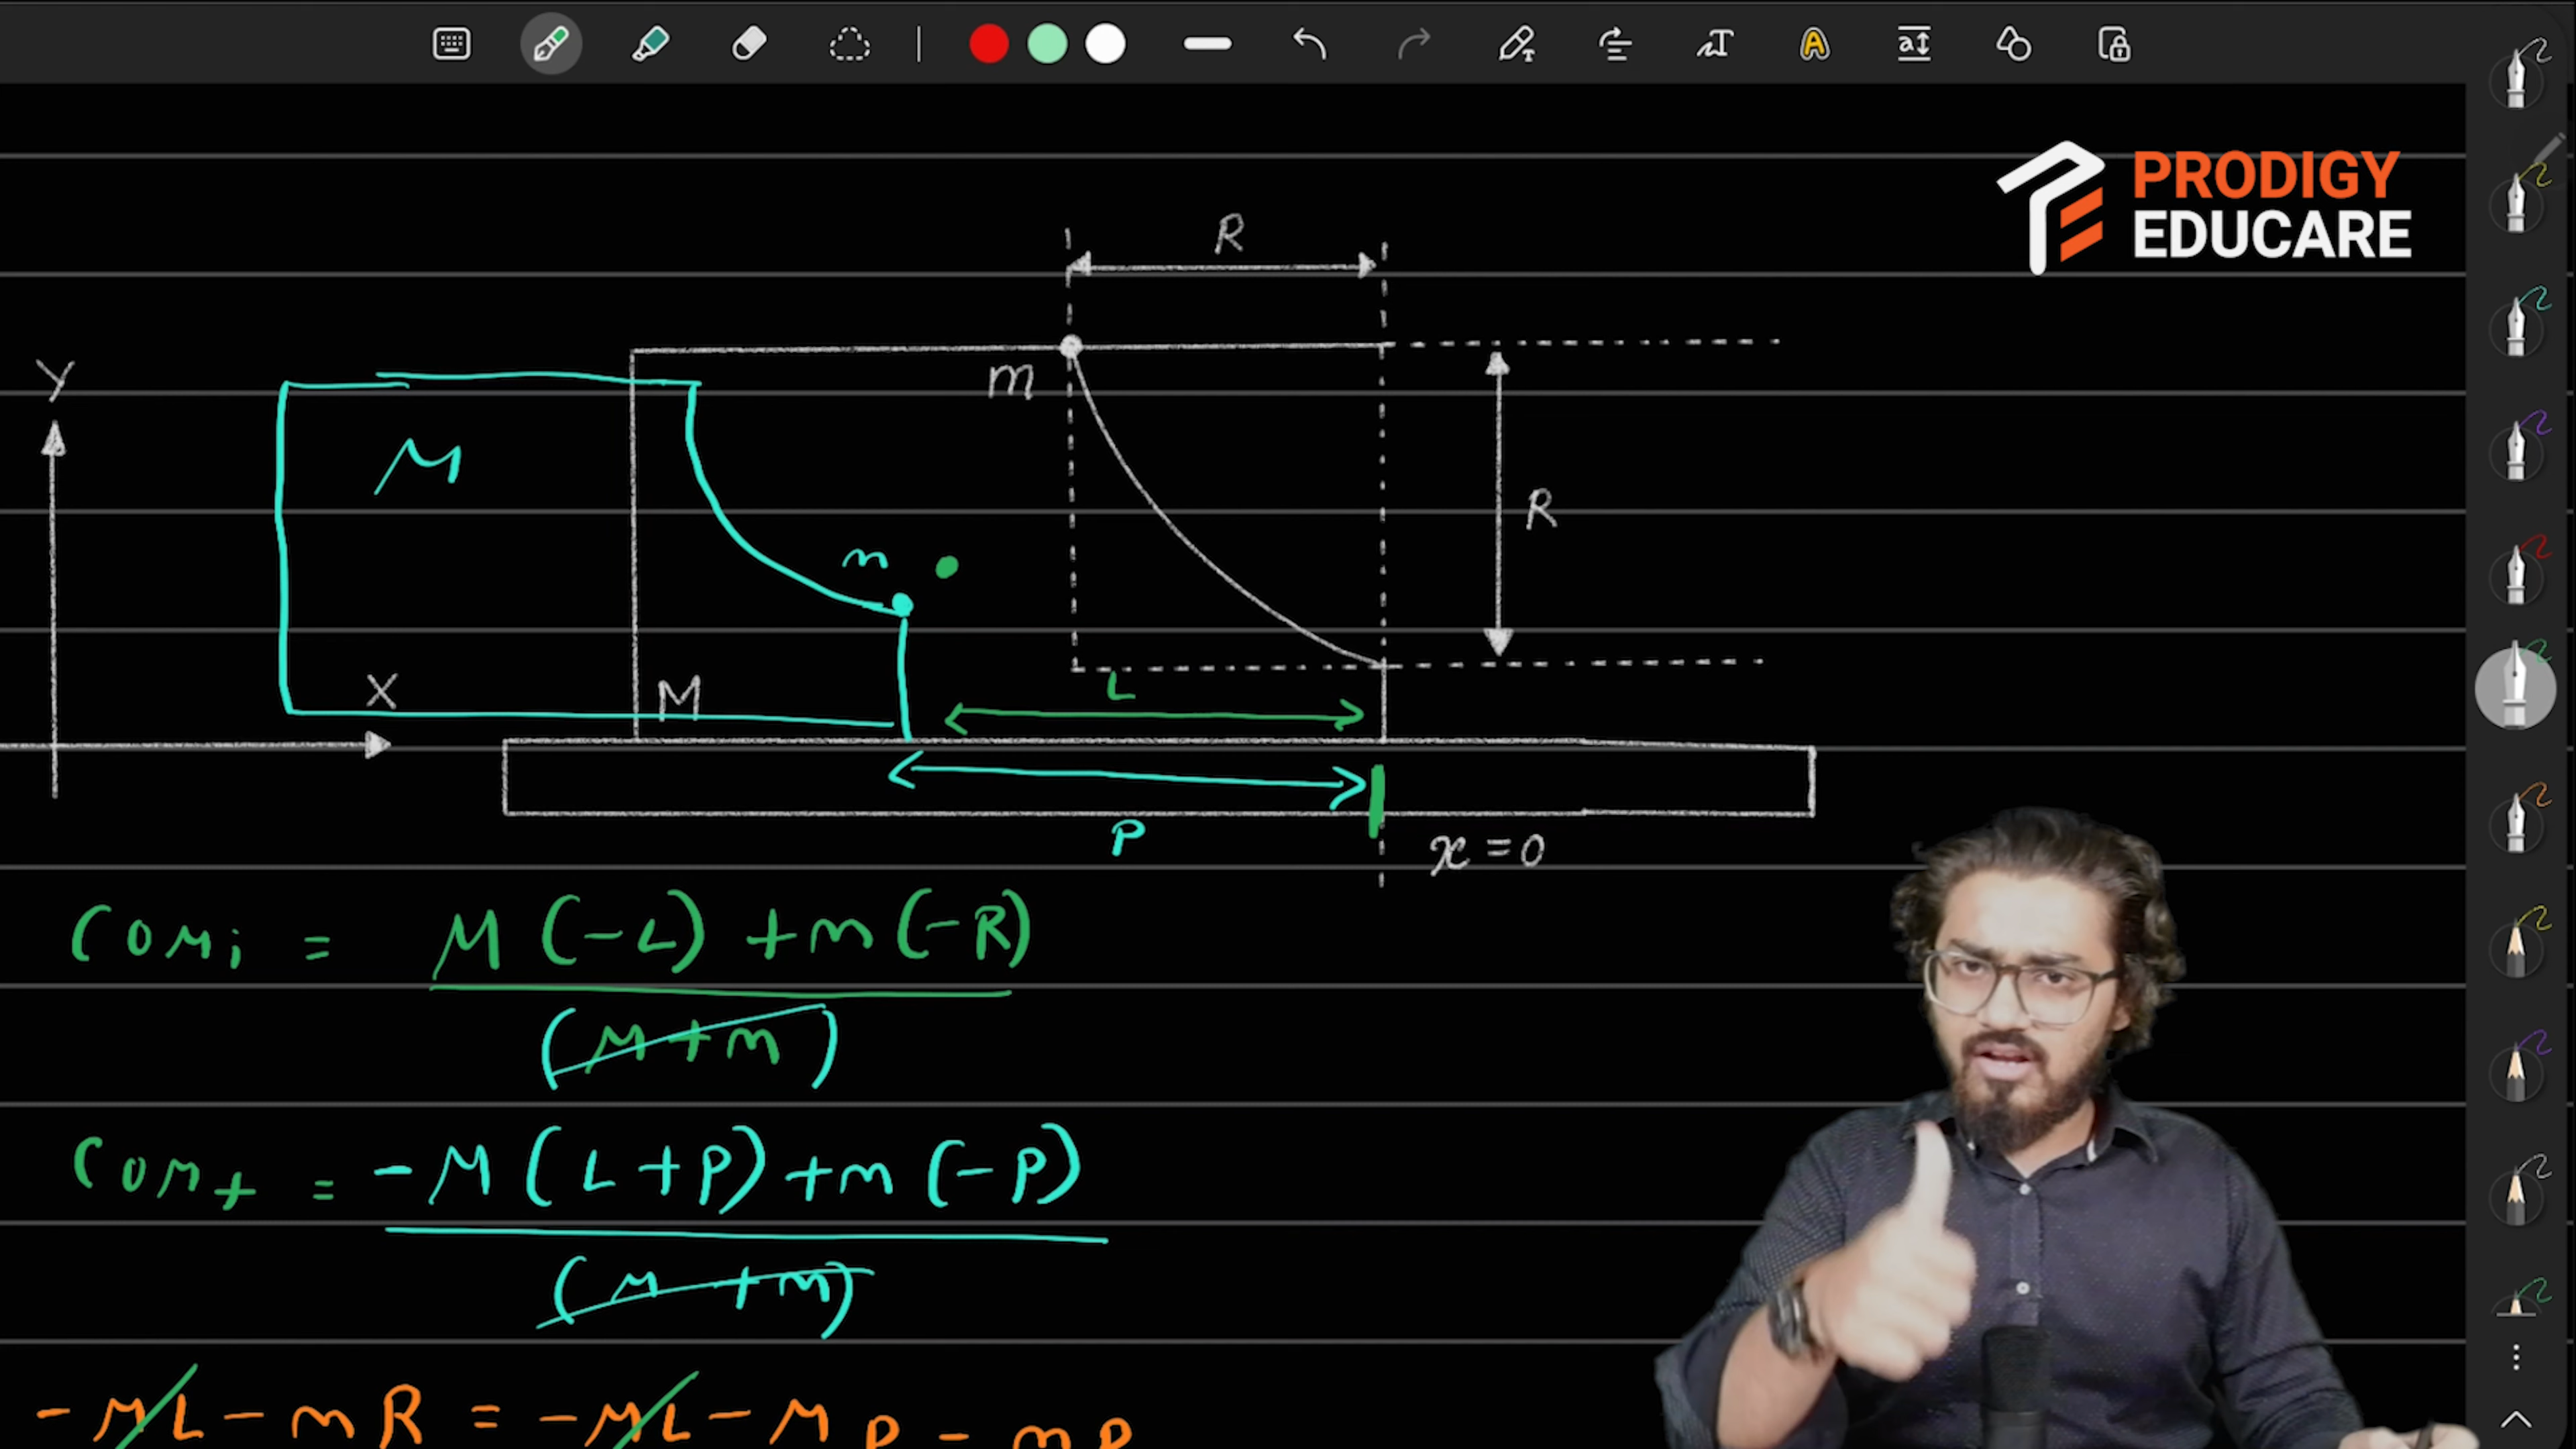 PRODIGY
EDUCARE
R
Y
m
M
m
R
X
M
L
P
x = 0
COMi = M(-L) + m(-R)
(M+m)
COMf = -M(L+P) + m(-P)
(M+m)
-ML - mR = -ML - MP - mP